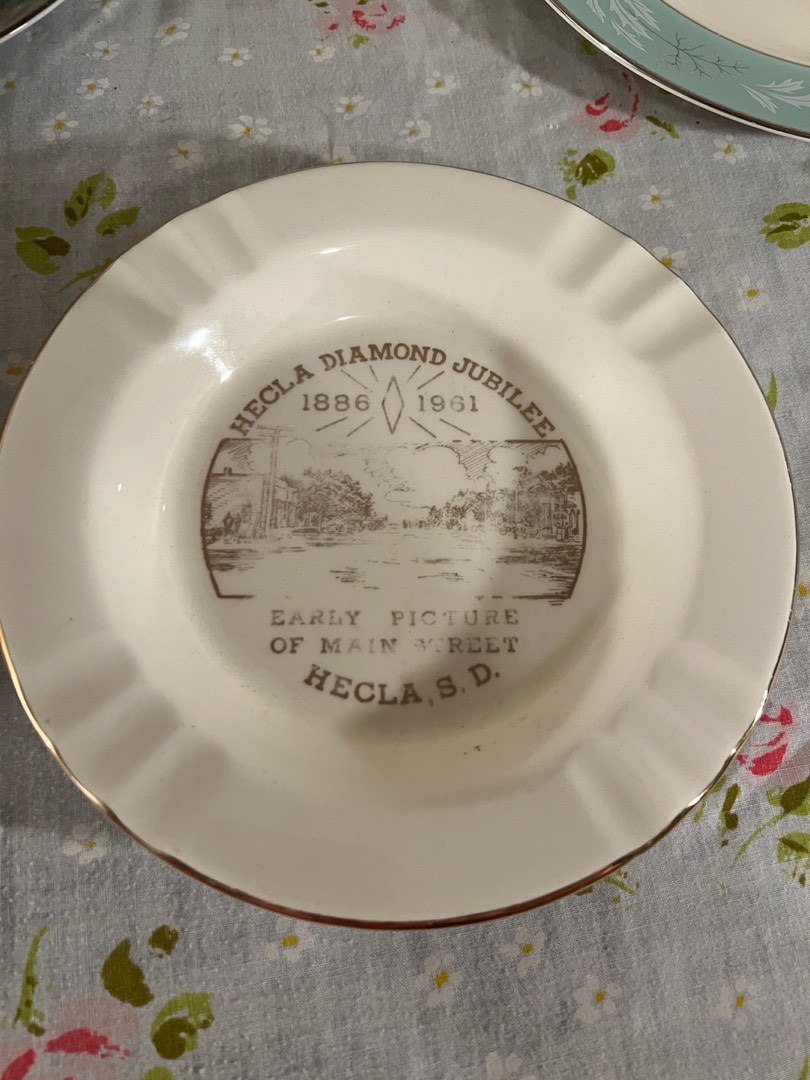 HECLA DIAMOND JUBILEE
1886 1961
EARLY PICTURE
OF MAIN STREET
HECLA, S. D.